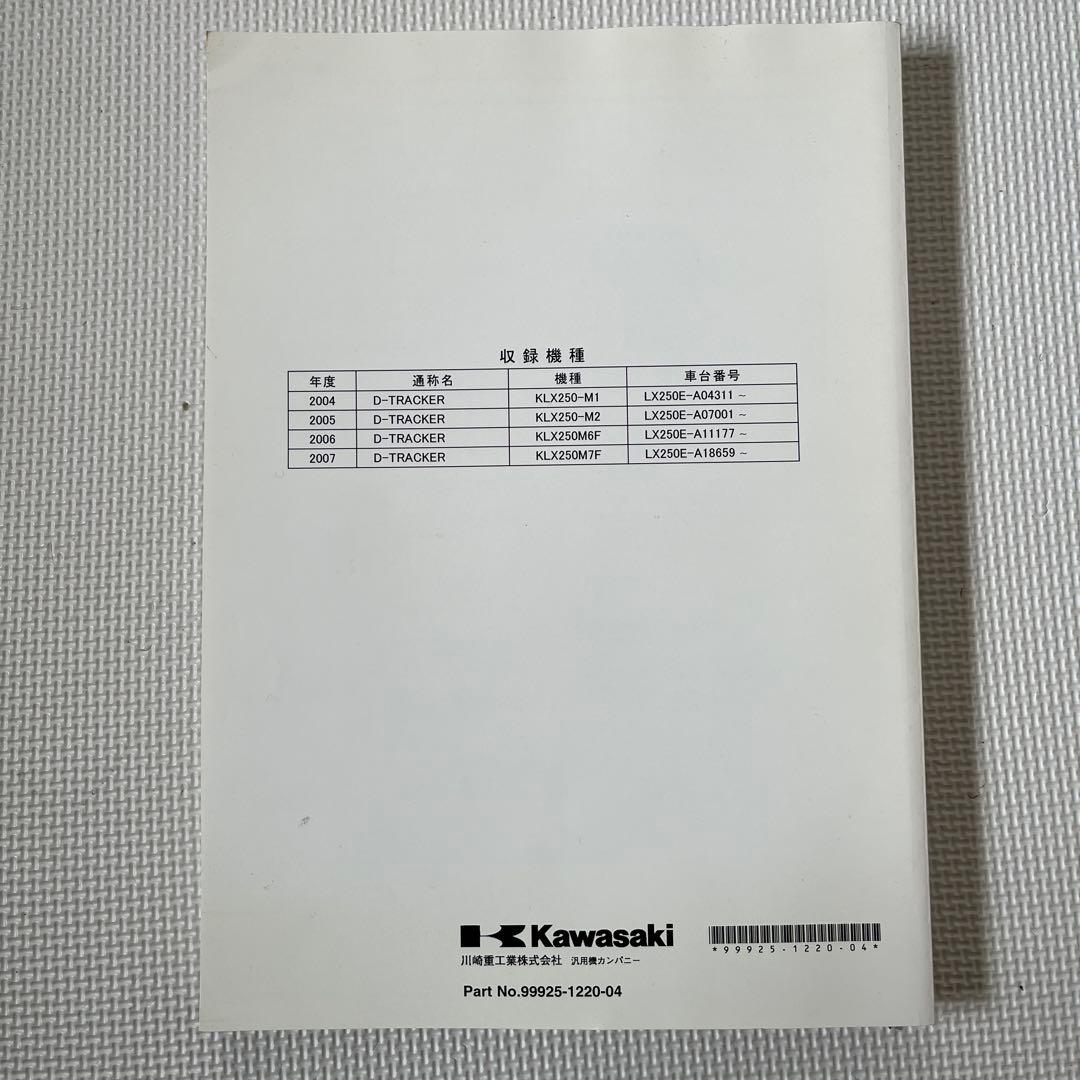 収録機種
年度 通称名 機種 車台番号
2004 D-TRACKER KLX250-M1 LX250E-A04311 ~
2005 D-TRACKER KLX250-M2 LX250E-A07001 ~
2006 D-TRACKER KLX250M6F LX250E-A11177 ~
2007 D-TRACKER KLX250M7F LX250E-A18659 ~
Kawasaki
*99925-1220-04*
川崎重工業株式会社 汎用機カンパニー
Part No.99925-1220-04